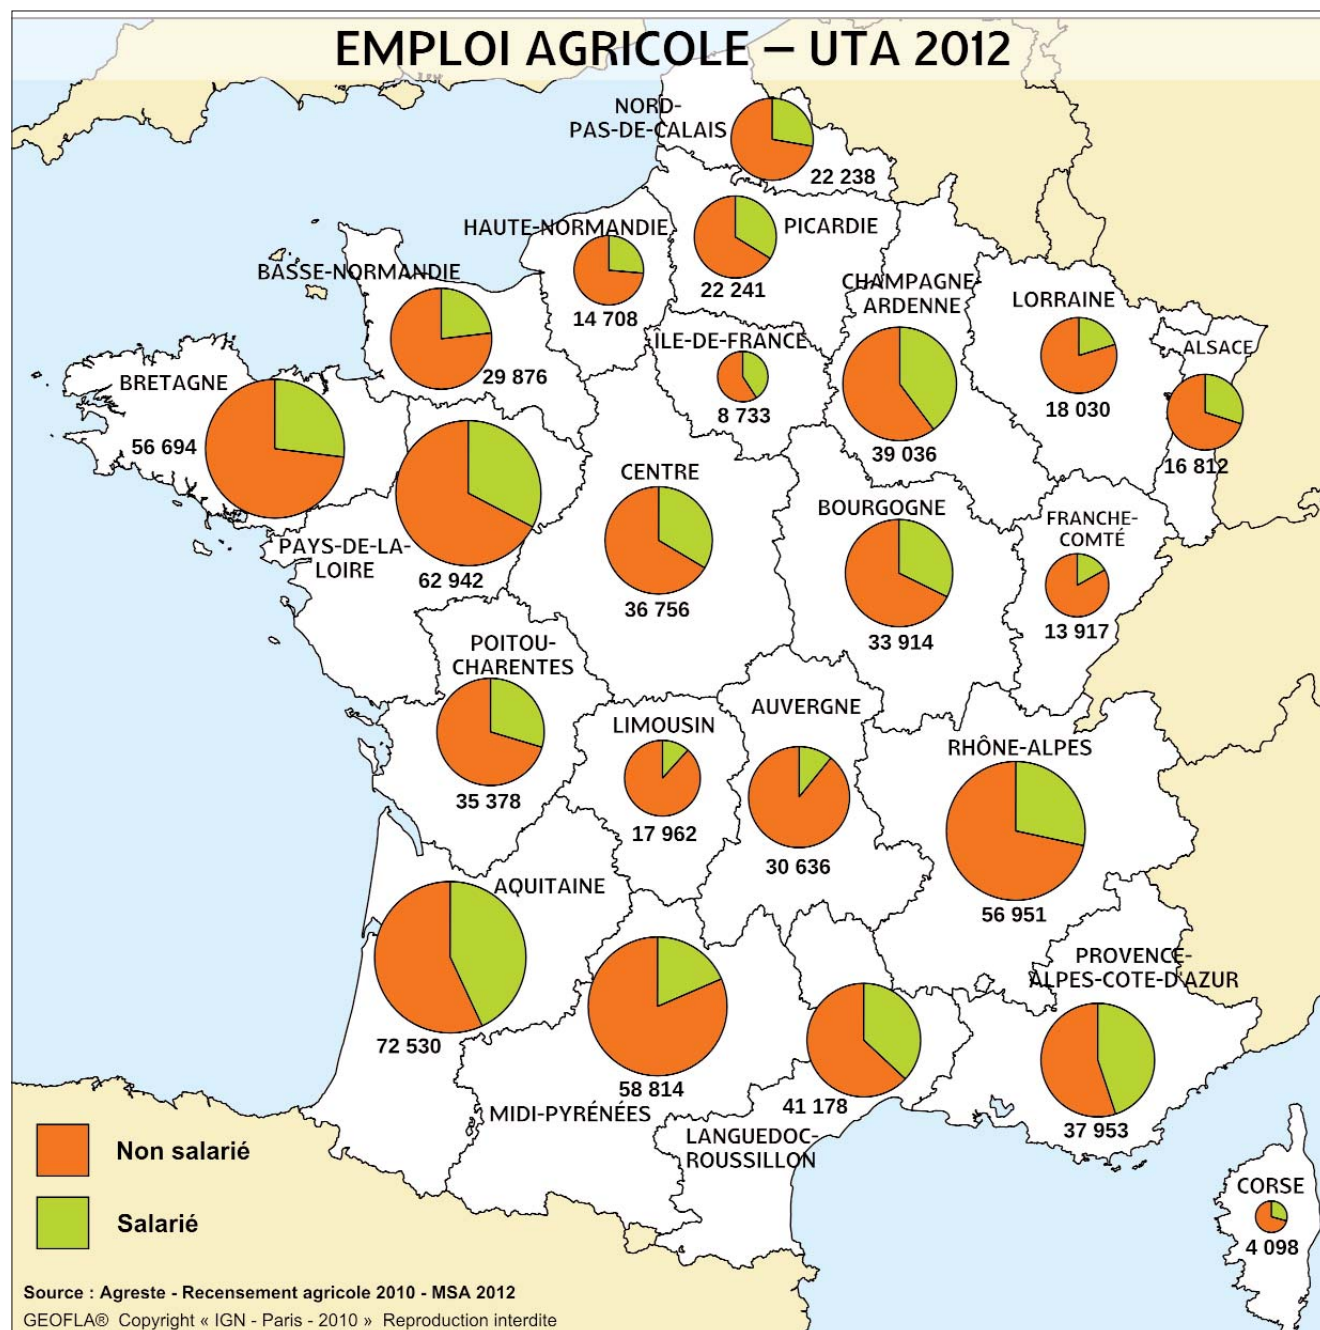 EMPLOI AGRICOLE – UTA 2012
NORD-
PAS-DE-CALAIS
22 238
HAUTE-NORMANDIE
14 708
PICARDIE
22 241
BASSE-NORMANDIE
29 876
CHAMPAGNE-
ARDENNE
39 036
LORRAINE
18 030
ALSACE
16 812
ÎLE-DE-FRANCE
8 733
BRETAGNE
56 694
PAYS-DE-LA-
LOIRE
62 942
CENTRE
36 756
BOURGOGNE
33 914
FRANCHE-
COMTÉ
13 917
POITOU-
CHARENTES
35 378
LIMOUSIN
17 962
AUVERGNE
30 636
RHÔNE-ALPES
56 951
AQUITAINE
72 530
MIDI-PYRÉNÉES
58 814
LANGUEDOC-
ROUSSILLON
41 178
PROVENCE-
ALPES-COTE-D'AZUR
37 953
CORSE
4 098
Non salarié
Salarié
Source : Agreste - Recensement agricole 2010 - MSA 2012
GEOFLA® Copyright « IGN - Paris - 2010 » Reproduction interdite